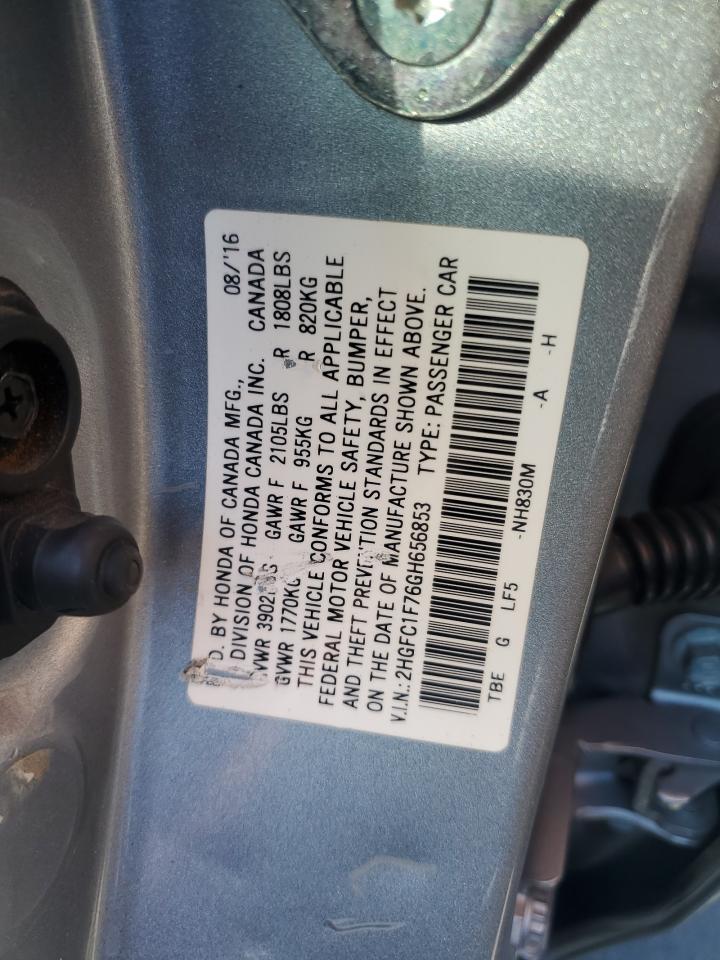 D. BY HONDA OF CANADA MFG., 08/'16
DIVISION OF HONDA CANADA INC. CANADA
GAWR F 2105LBS R 1808LBS
GVWR 1770KG GAWR F 955KG R 820KG
THIS VEHICLE CONFORMS TO ALL APPLICABLE
FEDERAL MOTOR VEHICLE SAFETY, BUMPER,
AND THEFT PREVENTION STANDARDS IN EFFECT
ON THE DATE OF MANUFACTURE SHOWN ABOVE.
V.I.N.: 2HGFC1F76GH656853 TYPE: PASSENGER CAR
TBE G LF5 -NH830M -A -H